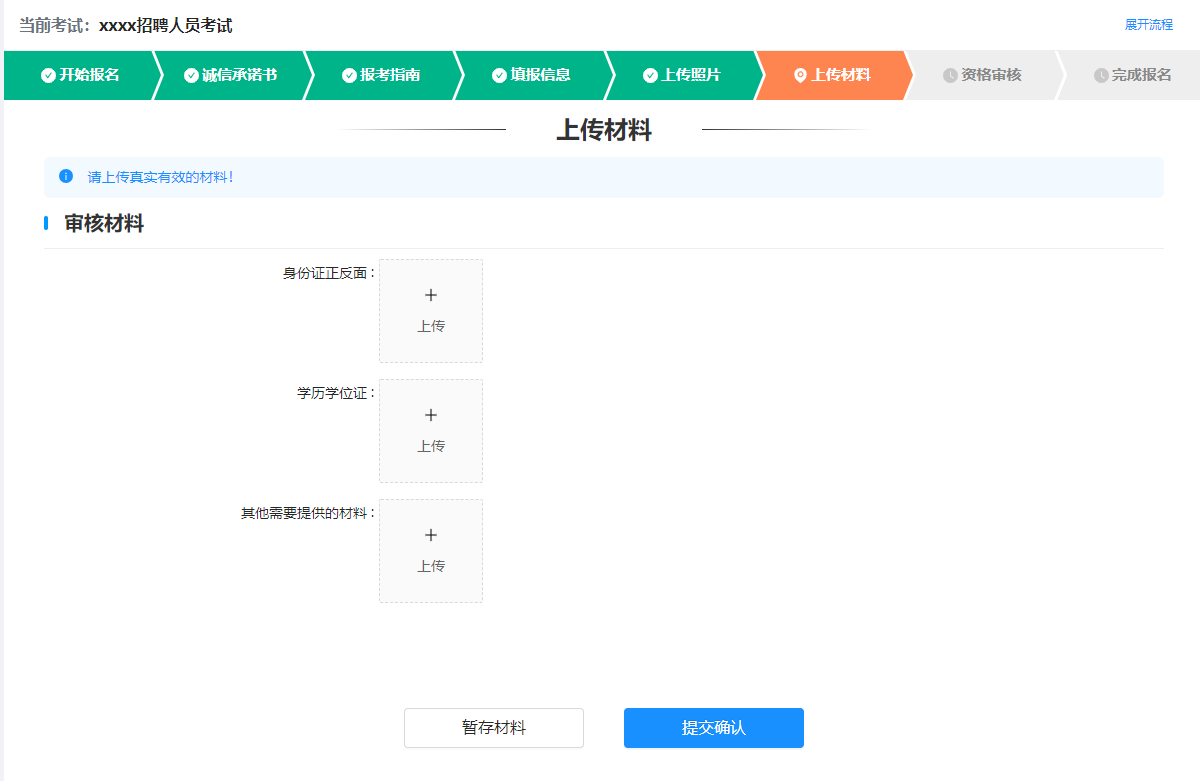 当前考试：xxxx招聘人员考试 展开流程
开始报名 诚信承诺书 报考指南 填报信息 上传照片 上传材料 资格审核 完成报名
上传材料
请上传真实有效的材料！
审核材料
身份证正反面：
上传
学历学位证：
上传
其他需要提供的材料：
上传
暂存材料 提交确认